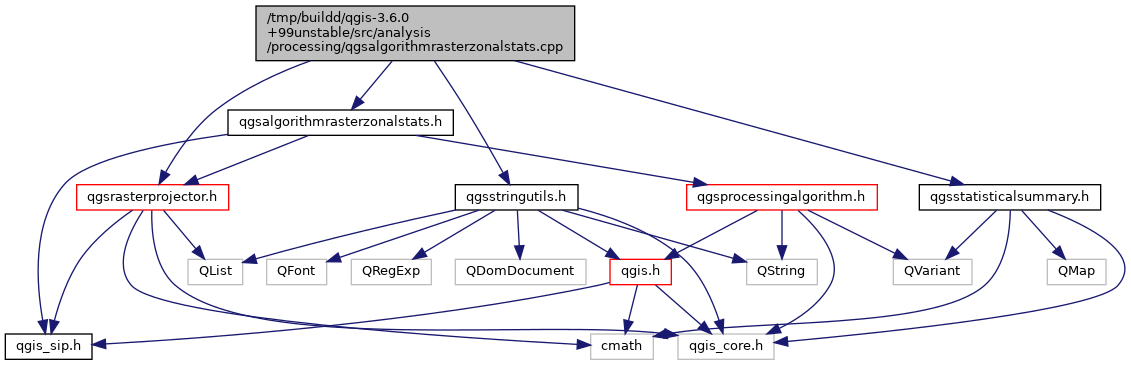 /tmp/buildd/qgis-3.6.0
+99unstable/src/analysis
/processing/qgsalgorithmrasterzonalstats.cpp
qgsalgorithmrasterzonalstats.h
qgsrasterprojector.h
qgsstringutils.h
qgsprocessingalgorithm.h
qgsstatisticalsummary.h
QList
QFont
QRegExp
QDomDocument
qgis.h
QString
QVariant
QMap
qgis_sip.h
cmath
qgis_core.h